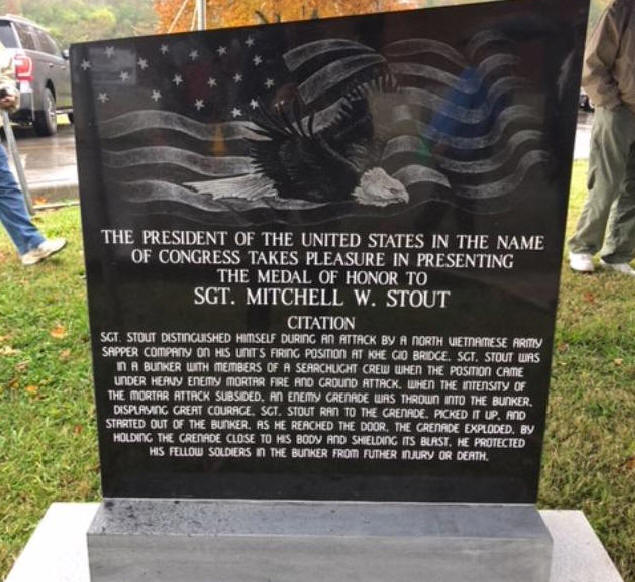 THE PRESIDENT OF THE UNITED STATES IN THE NAME
OF CONGRESS TAKES PLEASURE IN PRESENTING
THE MEDAL OF HONOR TO
SGT. MITCHELL W. STOUT
CITATION
SGT. STOUT DISTINGUISHED HIMSELF DURING AN ATTACK BY A NORTH VIETNAMESE ARMY
SAPPER COMPANY ON HIS UNIT'S FIRING POSITION AT KHE GIO BRIDGE. SGT. STOUT WAS
IN A BUNKER WITH MEMBERS OF A SEARCHLIGHT CREW WHEN THE POSITION CAME
UNDER HEAVY ENEMY MORTAR FIRE AND GROUND ATTACK. WHEN THE INTENSITY OF
THE MORTAR ATTACK SUBSIDED, AN ENEMY GRENADE WAS THROWN INTO THE BUNKER.
DISPLAYING GREAT COURAGE, SGT. STOUT RAN TO THE GRENADE, PICKED IT UP, AND
STARTED OUT OF THE BUNKER. AS HE REACHED THE DOOR, THE GRENADE EXPLODED. BY
HOLDING THE GRENADE CLOSE TO HIS BODY AND SHIELDING ITS BLAST, HE PROTECTED
HIS FELLOW SOLDIERS IN THE BUNKER FROM FUTHER INJURY OR DEATH.